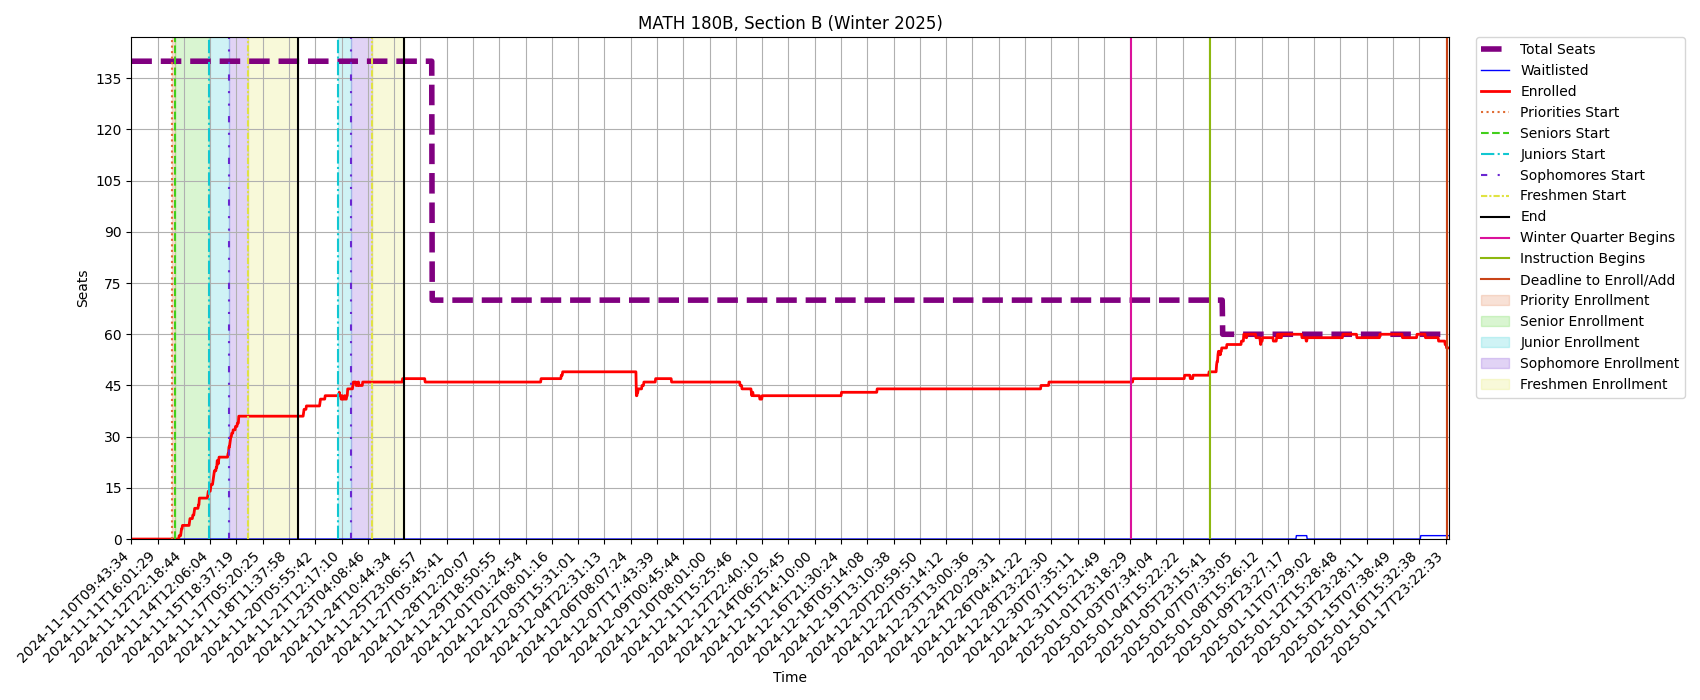 MATH 180B, Section B (Winter 2025)
Seats
135
120
105
90
75
60
45
30
15
0
2024-11-10T09:43:34
2024-11-11T16:01:29
2024-11-12T22:18:44
2024-11-14T12:06:04
2024-11-15T18:37:19
2024-11-17T05:20:25
2024-11-18T11:37:58
2024-11-20T05:55:42
2024-11-21T12:17:10
2024-11-23T04:08:46
2024-11-24T10:44:34
2024-11-25T23:06:57
2024-11-27T05:45:41
2024-11-28T12:20:07
2024-11-29T18:50:55
2024-12-01T01:24:54
2024-12-02T08:01:16
2024-12-03T15:31:01
2024-12-04T22:31:13
2024-12-06T08:07:24
2024-12-07T17:43:39
2024-12-09T00:45:44
2024-12-10T08:01:00
2024-12-11T15:25:46
2024-12-12T22:40:10
2024-12-14T06:25:45
2024-12-15T14:10:00
2024-12-16T21:30:24
2024-12-18T05:14:08
2024-12-19T13:10:38
2024-12-20T20:59:50
2024-12-22T05:14:12
2024-12-23T13:00:36
2024-12-24T20:29:31
2024-12-26T04:41:22
2024-12-28T23:22:30
2024-12-30T07:35:11
2024-12-31T15:21:49
2025-01-01T23:18:29
2025-01-03T07:34:04
2025-01-04T15:22:22
2025-01-05T23:15:41
2025-01-07T07:33:05
2025-01-08T15:26:12
2025-01-09T23:27:17
2025-01-11T07:29:02
2025-01-12T15:28:48
2025-01-13T23:28:11
2025-01-15T07:38:49
2025-01-16T15:32:38
2025-01-17T23:22:33
Time
Total Seats
Waitlisted
Enrolled
Priorities Start
Seniors Start
Juniors Start
Sophomores Start
Freshmen Start
End
Winter Quarter Begins
Instruction Begins
Deadline to Enroll/Add
Priority Enrollment
Senior Enrollment
Junior Enrollment
Sophomore Enrollment
Freshmen Enrollment